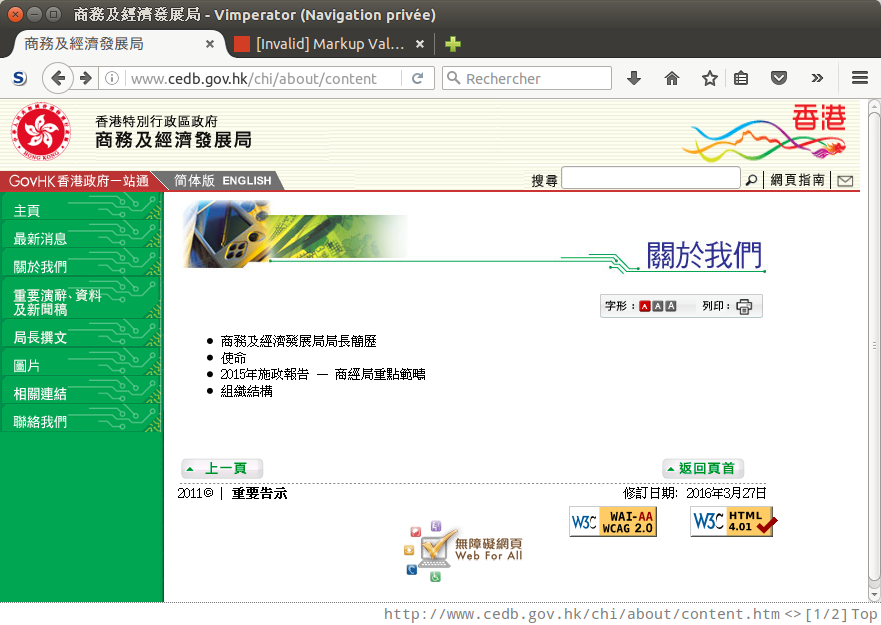 商務及經濟發展局 - Vimperator (Navigation privée)
商務及經濟發展局 × [Invalid] Markup Val... ×
www.cedb.gov.hk/chi/about/content Rechercher
香港特別行政區政府
商務及經濟發展局
香港
HONG KONG
GovHK香港政府一站通 简体版 ENGLISH 搜尋 網頁指南
主頁
最新消息
關於我們
重要演辭、資料
及新聞稿
局長撰文
圖片
相關連結
聯絡我們
關於我們
字形: A A A 列印:
商務及經濟發展局局長簡歷
使命
2015年施政報告 — 商經局重點範疇
組織結構
上一頁 返回頁首
2011© | 重要告示 修訂日期: 2016年3月27日
W3C WAI-AA
WCAG 2.0
W3C HTML
4.01
無障礙網頁
Web For All
http://www.cedb.gov.hk/chi/about/content.htm <> [1/2] Top